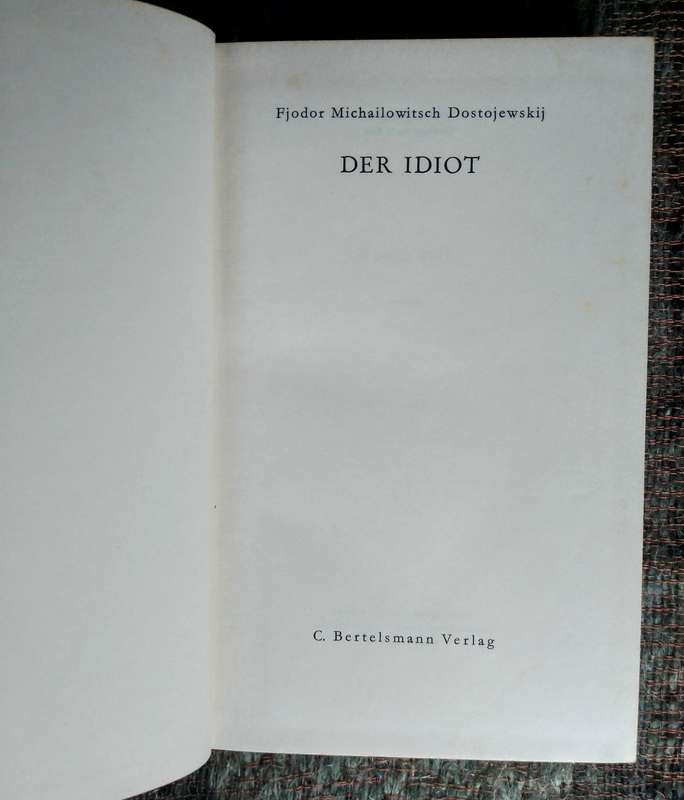 Fjodor Michailowitsch Dostojewskij
DER IDIOT
C. Bertelsmann Verlag